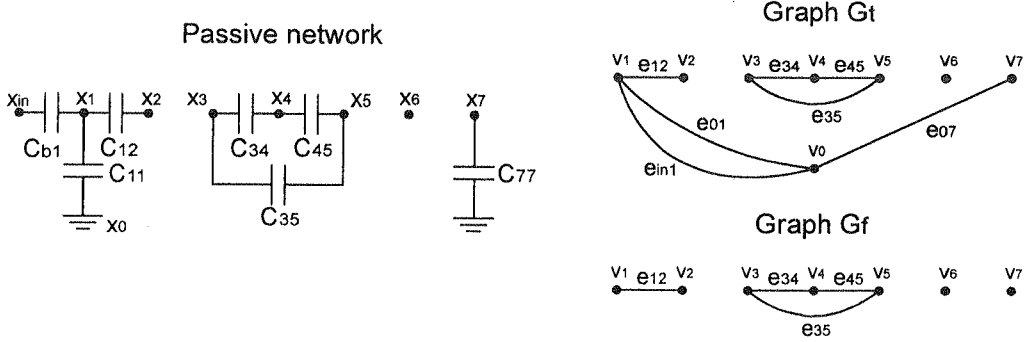 Passive network
Xin X1 X2 X3 X4 X5 X6 X7
Cb1 C12 C34 C45
C11 C77
C35
X0
Graph Gt
V1 e12 V2 V3 e34 V4 e45 V5 V6 V7
e35
e01 e07
V0
ein1
Graph Gf
V1 e12 V2 V3 e34 V4 e45 V5 V6 V7
e35